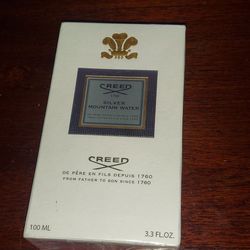 CREED
SILVER
MOUNTAIN WATER
CREED
DE PÈRE EN FILS DEPUIS 1760
FROM FATHER TO SON SINCE 1760
100 ML
3.3 FL.OZ.